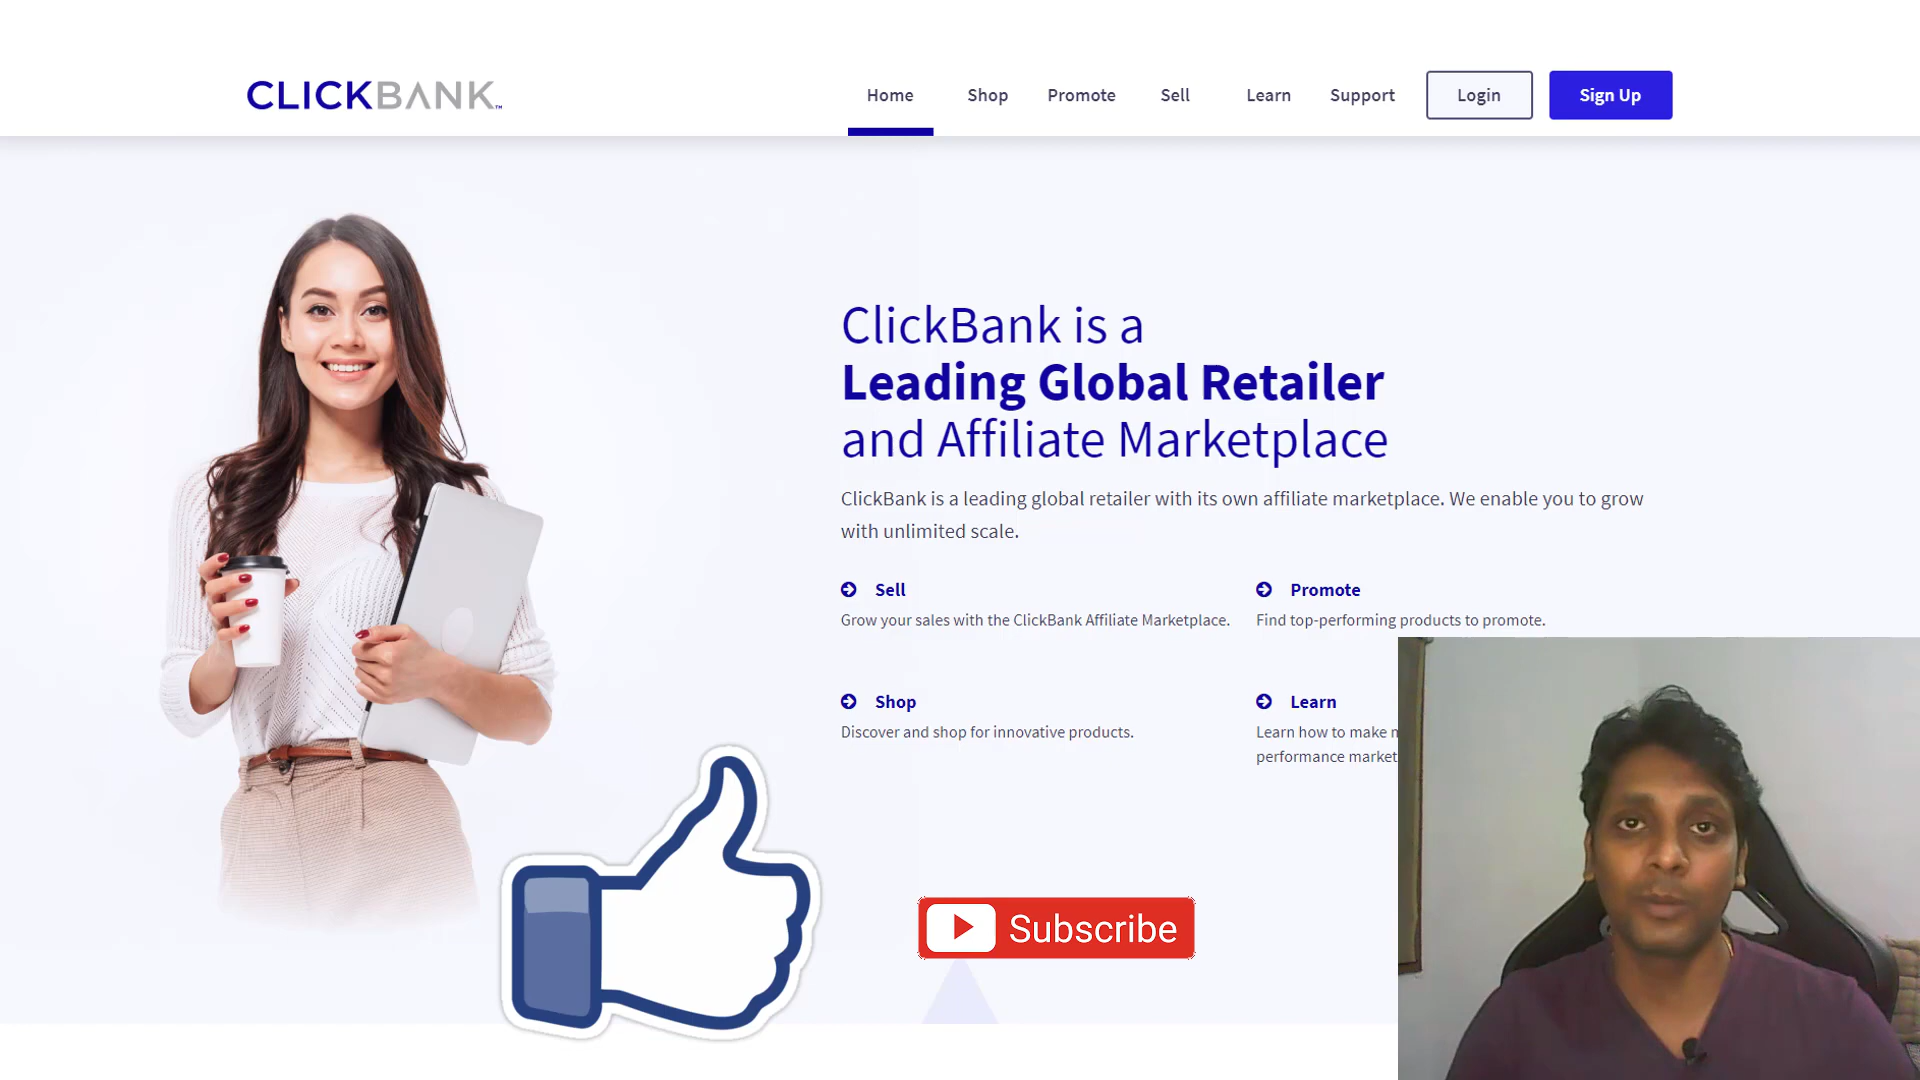 CLICKBANK™
Home Shop Promote Sell Learn Support Login Sign Up
ClickBank is a
Leading Global Retailer
and Affiliate Marketplace
ClickBank is a leading global retailer with its own affiliate marketplace. We enable you to grow
with unlimited scale.
Sell
Grow your sales with the ClickBank Affiliate Marketplace.
Promote
Find top-performing products to promote.
Shop
Discover and shop for innovative products.
Learn
Learn how to make
performance market
Subscribe